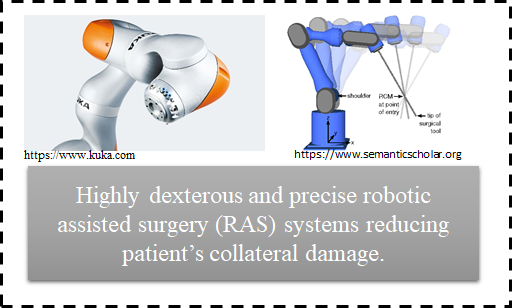 KUKA
shoulder
RCM
at point
of entry
tip of
surgical
tool
z
y
x
https://www.kuka.com
https://www.semanticscholar.org
Highly dexterous and precise robotic
assisted surgery (RAS) systems reducing
patient’s collateral damage.